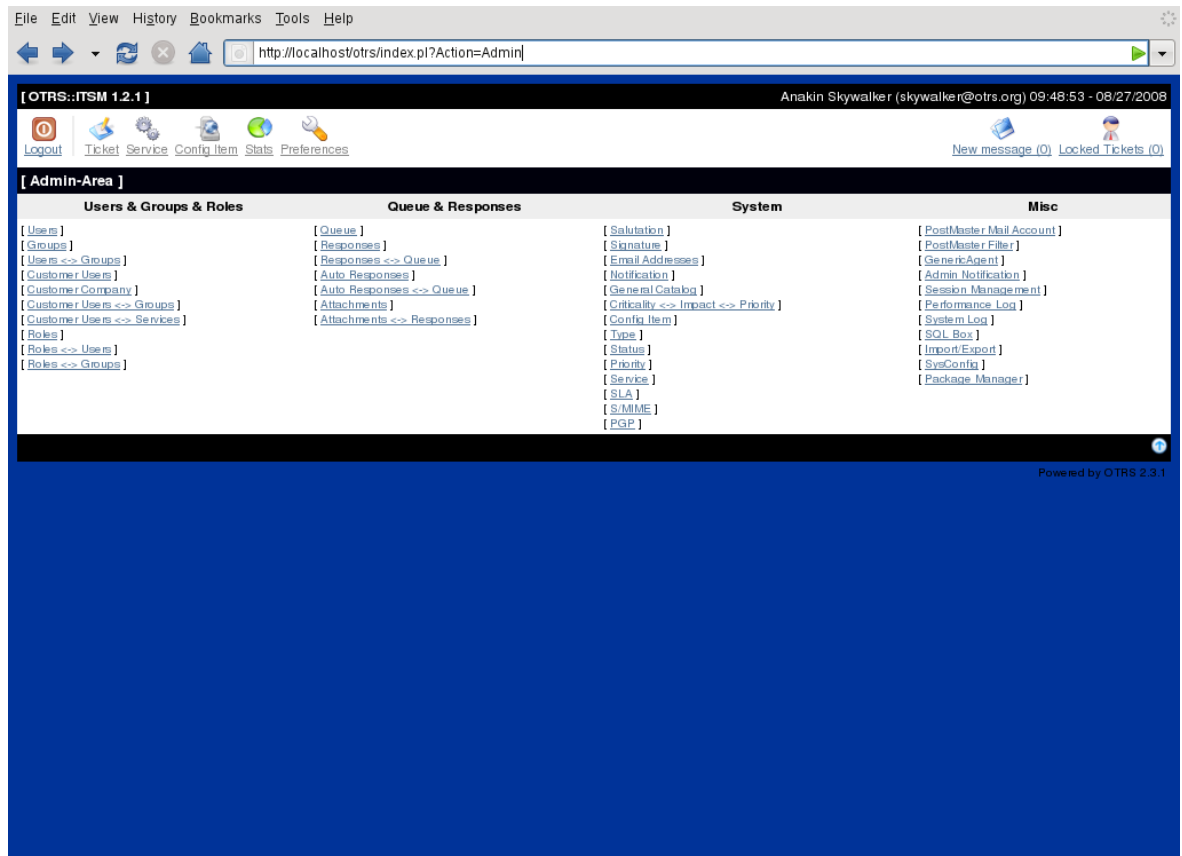 File Edit View History Bookmarks Tools Help
http://localhost/otrs/index.pl?Action=Admin
[ OTRS::ITSM 1.2.1 ] Anakin Skywalker (skywalker@otrs.org) 09:48:53 - 08/27/2008
Logout Ticket Service Config Item Stats Preferences New message (0) Locked Tickets (0)
[ Admin-Area ]
Users & Groups & Roles
[ Users ]
[ Groups ]
[ Users <-> Groups ]
[ Customer Users ]
[ Customer Company ]
[ Customer Users <-> Groups ]
[ Customer Users <-> Services ]
[ Roles ]
[ Roles <-> Users ]
[ Roles <-> Groups ]
Queue & Responses
[ Queue ]
[ Responses ]
[ Responses <-> Queue ]
[ Auto Responses ]
[ Auto Responses <-> Queue ]
[ Attachments ]
[ Attachments <-> Responses ]
System
[ Salutation ]
[ Signature ]
[ Email Addresses ]
[ Notification ]
[ General Catalog ]
[ Criticality <-> Impact <-> Priority ]
[ Config Item ]
[ Type ]
[ Status ]
[ Priority ]
[ Service ]
[ SLA ]
[ S/MIME ]
[ PGP ]
Misc
[ PostMaster Mail Account ]
[ PostMaster Filter ]
[ GenericAgent ]
[ Admin Notification ]
[ Session Management ]
[ Performance Log ]
[ System Log ]
[ SQL Box ]
[ Import/Export ]
[ SysConfig ]
[ Package Manager ]
Powered by OTRS 2.3.1